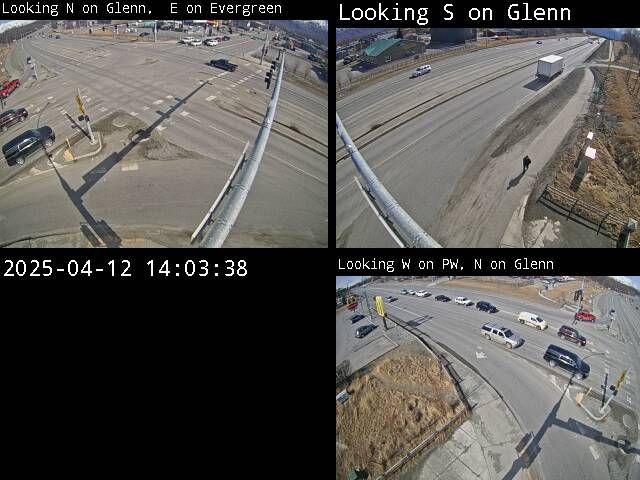 Looking N on Glenn,  E on Evergreen
Looking S on Glenn
2025-04-12 14:03:38
Looking W on PW, N on Glenn